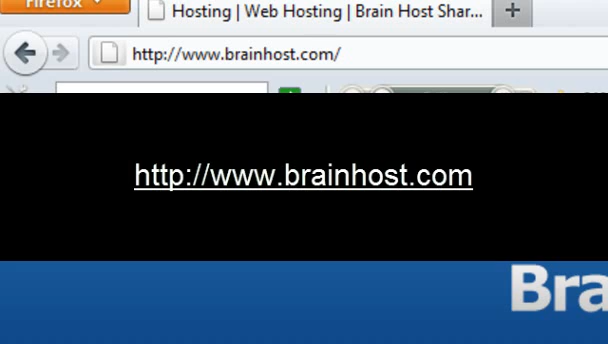 Firefox
Hosting | Web Hosting | Brain Host Shar...
http://www.brainhost.com/
http://www.brainhost.com
Bra